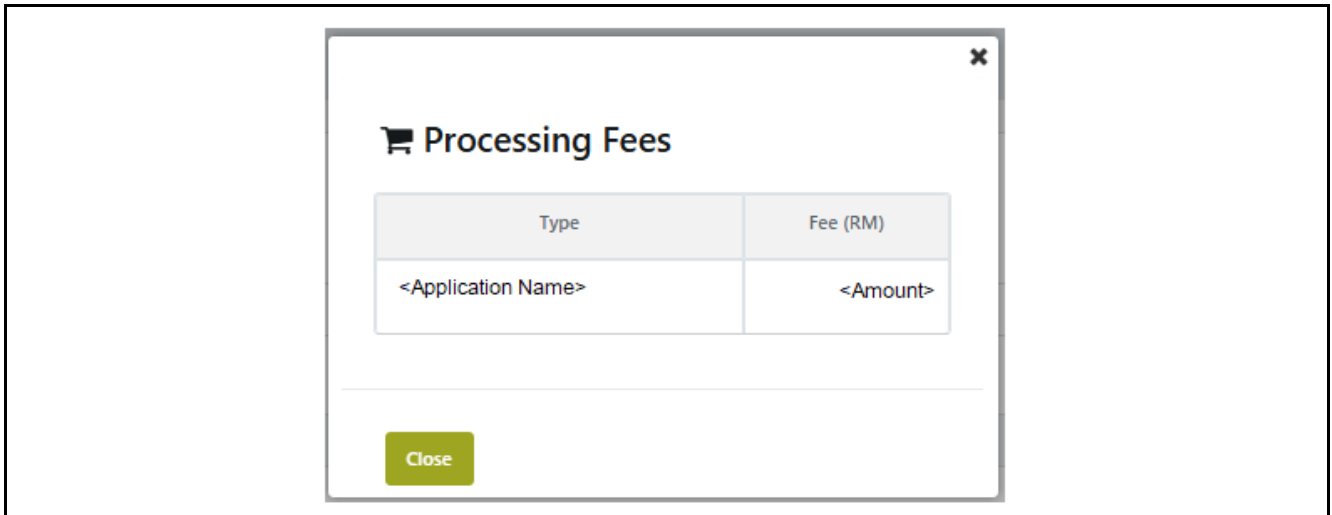 Processing Fees
Type Fee (RM)
<Application Name> <Amount>
Close